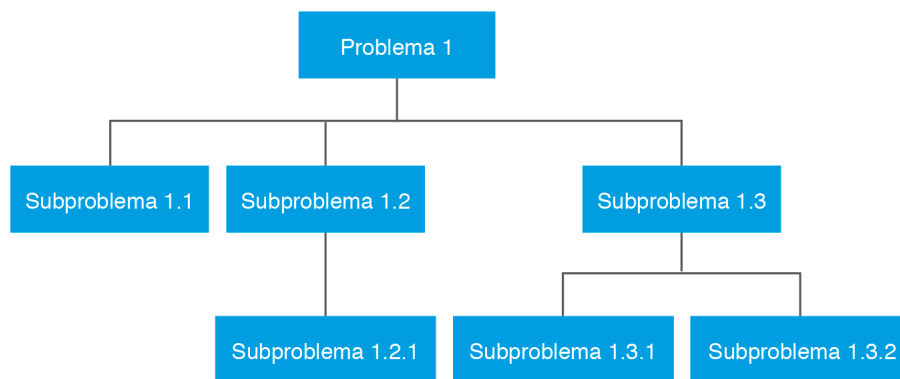 Problema 1
Subproblema 1.1
Subproblema 1.2
Subproblema 1.3
Subproblema 1.2.1
Subproblema 1.3.1
Subproblema 1.3.2